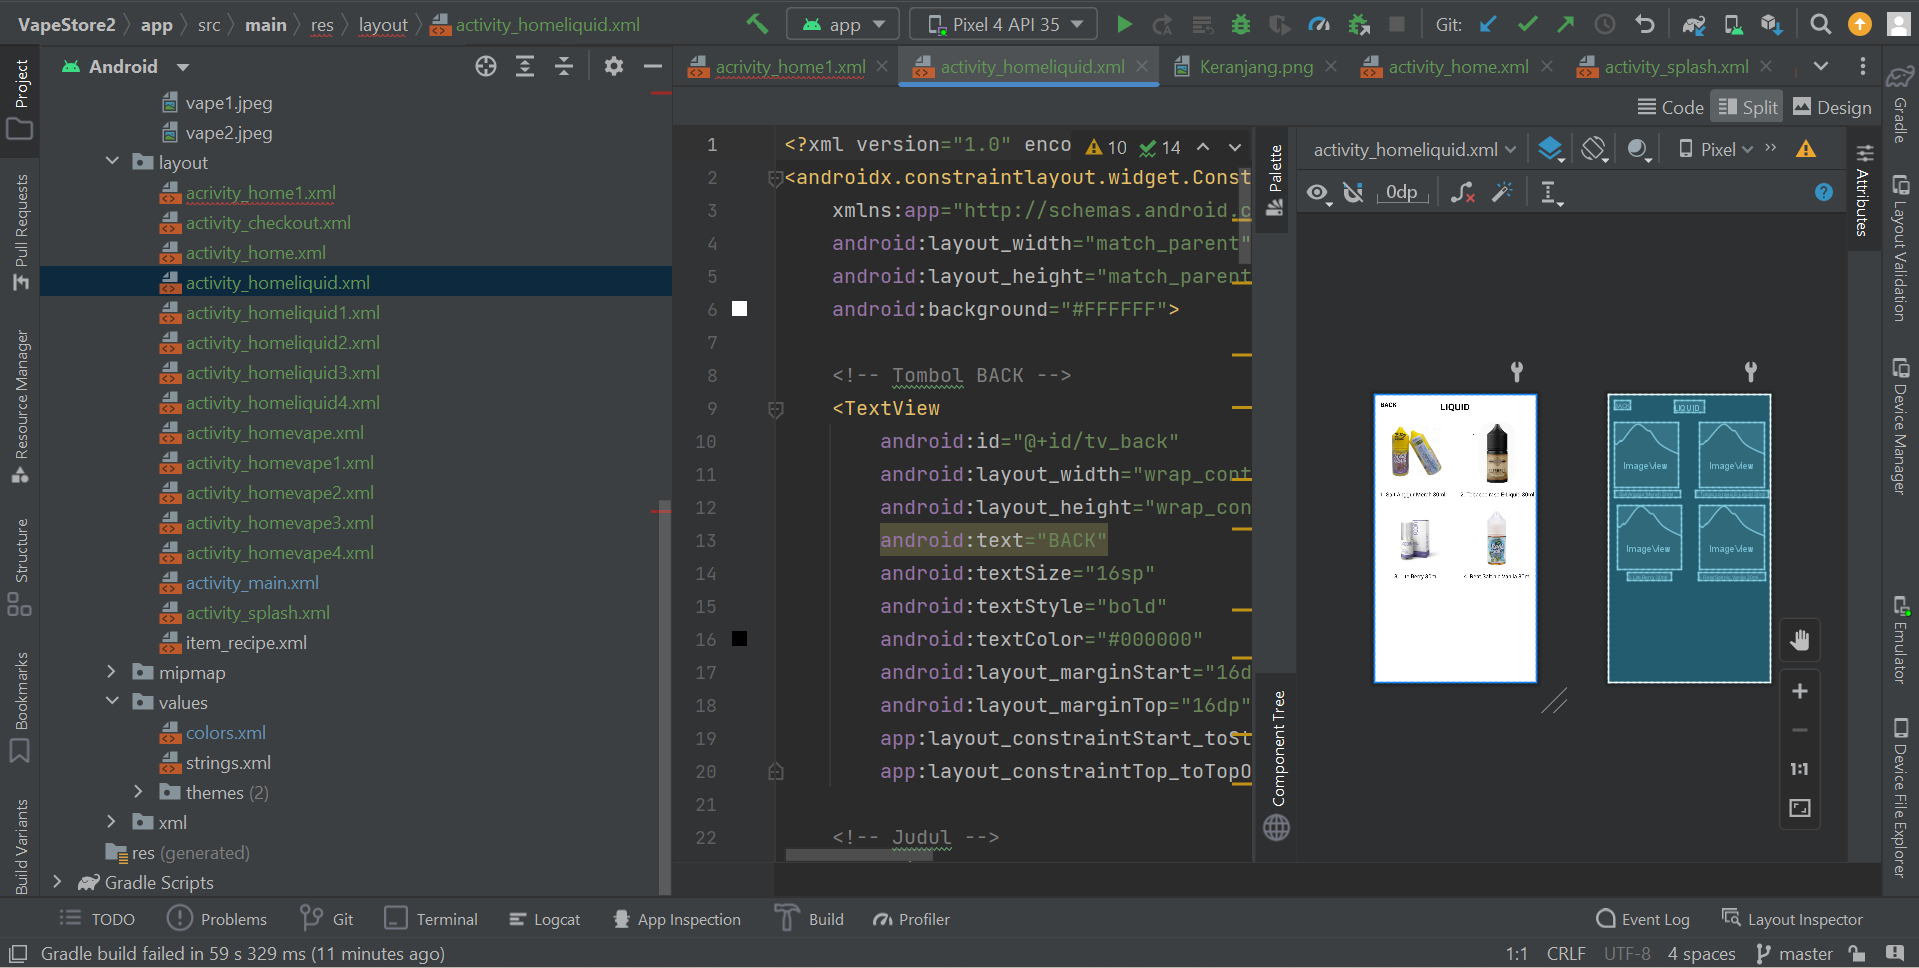 VapeStore2 app src main res layout activity_homeliquid.xml app Pixel 4 API 35 Git:
Android
acrivity_home1.xml activity_homeliquid.xml Keranjang.png activity_home.xml activity_splash.xml
Code Split Design
Project
Pull Requests
Resource Manager
Structure
Bookmarks
Build Variants
vape1.jpeg
vape2.jpeg
layout
acrivity_home1.xml
activity_checkout.xml
activity_home.xml
activity_homeliquid.xml
activity_homeliquid1.xml
activity_homeliquid2.xml
activity_homeliquid3.xml
activity_homeliquid4.xml
activity_homevape.xml
activity_homevape1.xml
activity_homevape2.xml
activity_homevape3.xml
activity_homevape4.xml
activity_main.xml
activity_splash.xml
item_recipe.xml
mipmap
values
colors.xml
strings.xml
themes (2)
xml
res (generated)
Gradle Scripts
1 <?xml version="1.0" enco 10 14
2 <androidx.constraintlayout.widget.Const
3 xmlns:app="http://schemas.android.c
4 android:layout_width="match_parent"
5 android:layout_height="match_parent
6 android:background="#FFFFFF">
7
8 <!-- Tombol BACK -->
9 <TextView
10 android:id="@+id/tv_back"
11 android:layout_width="wrap_cont
12 android:layout_height="wrap_con
13 android:text="BACK"
14 android:textSize="16sp"
15 android:textStyle="bold"
16 android:textColor="#000000"
17 android:layout_marginStart="16d
18 android:layout_marginTop="16dp"
19 app:layout_constraintStart_toSt
20 app:layout_constraintTop_toTopO
21
22 <!-- Judul -->
Palette
Component Tree
activity_homeliquid.xml Pixel
0dp
BACK LIQUID
LIQUID
ImageView ImageView
ImageView ImageView
1:1
Attributes
Gradle
Layout Validation
Device Manager
Emulator
Device File Explorer
TODO Problems Git Terminal Logcat App Inspection Build Profiler Event Log Layout Inspector
Gradle build failed in 59 s 329 ms (11 minutes ago) 1:1 CRLF UTF-8 4 spaces master